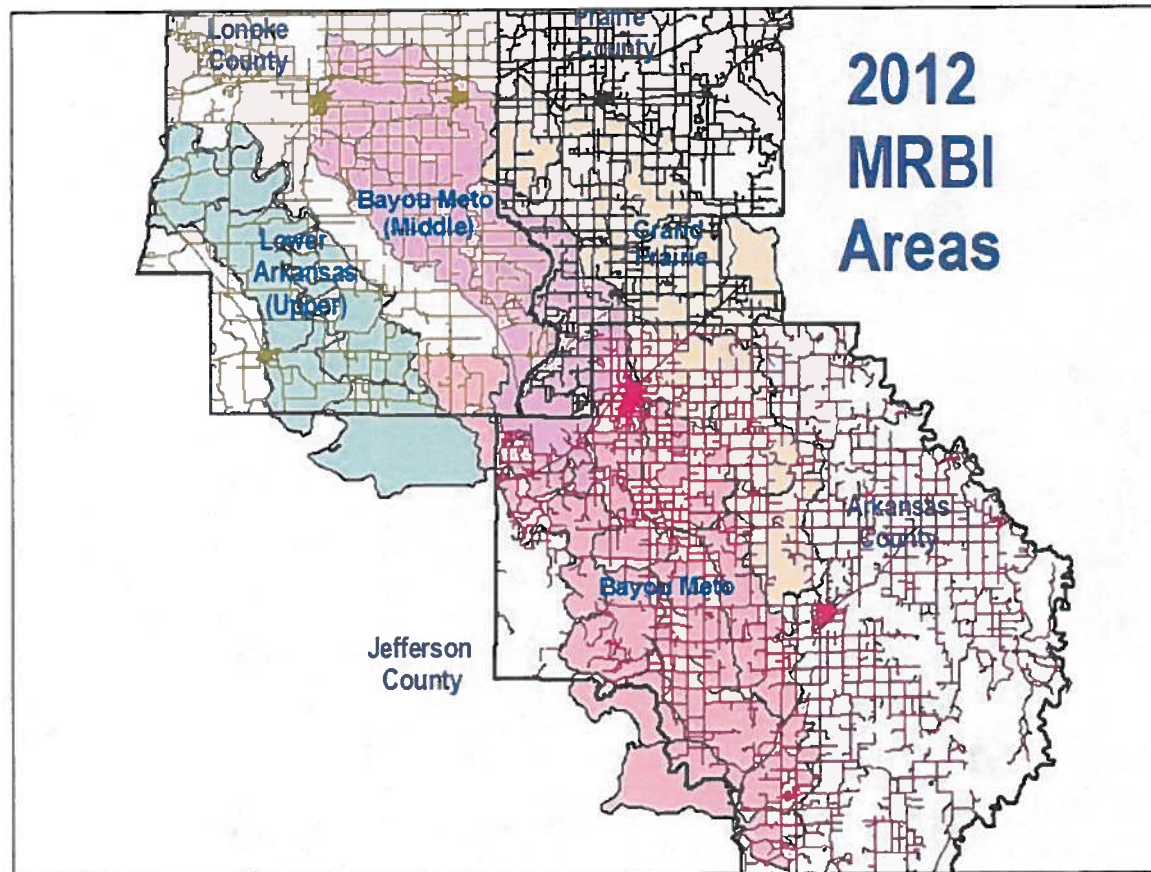 Lonoke
County
Prairie
County
2012
MRBI
Areas
Bayou Meto
(Middle)
Grand
Prairie
Lower
Arkansas
(Upper)
Arkansas
County
Bayou Meto
Jefferson
County